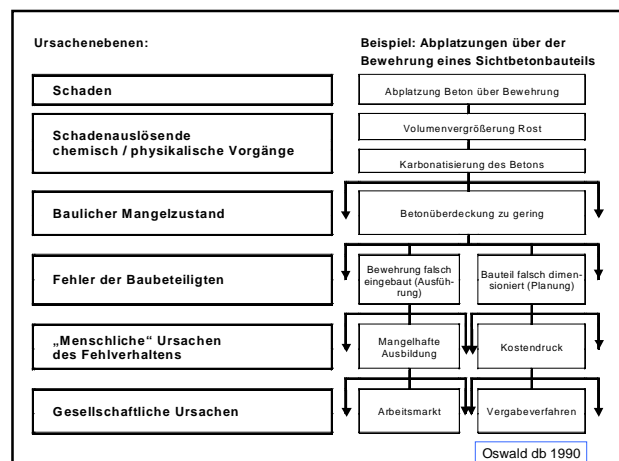 Ursachenebenen:
Beispiel: Abplatzungen über der
Bewehrung eines Sichtbetonbauteils
Schaden
Abplatzung Beton über Bewehrung
Schadenauslösende
chemisch / physikalische Vorgänge
Volumenvergrößerung Rost
Karbonatisierung des Betons
Baulicher Mangelzustand
Betonüberdeckung zu gering
Fehler der Baubeteiligten
Bewehrung falsch
eingebaut (Ausfüh-
rung)
Bauteil falsch dimen-
sioniert (Planung)
„Menschliche“ Ursachen
des Fehlverhaltens
Mangelhafte
Ausbildung
Kostendruck
Gesellschaftliche Ursachen
Arbeitsmarkt
Vergabeverfahren
Oswald db 1990